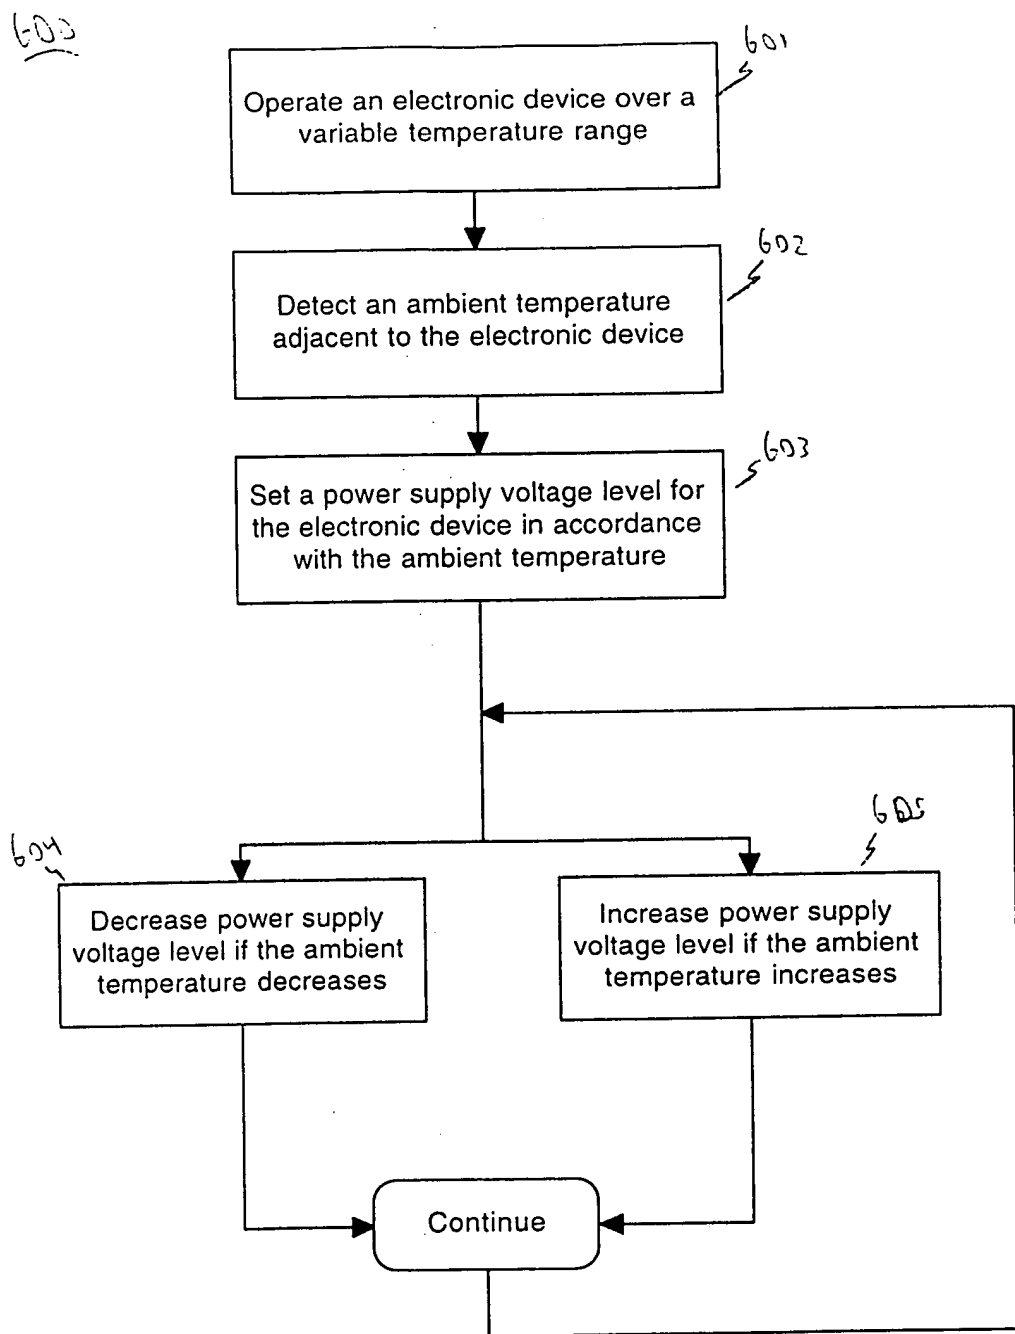 600
601
Operate an electronic device over a
variable temperature range
602
Detect an ambient temperature
adjacent to the electronic device
603
Set a power supply voltage level for
the electronic device in accordance
with the ambient temperature
604
Decrease power supply
voltage level if the ambient
temperature decreases
605
Increase power supply
voltage level if the ambient
temperature increases
Continue